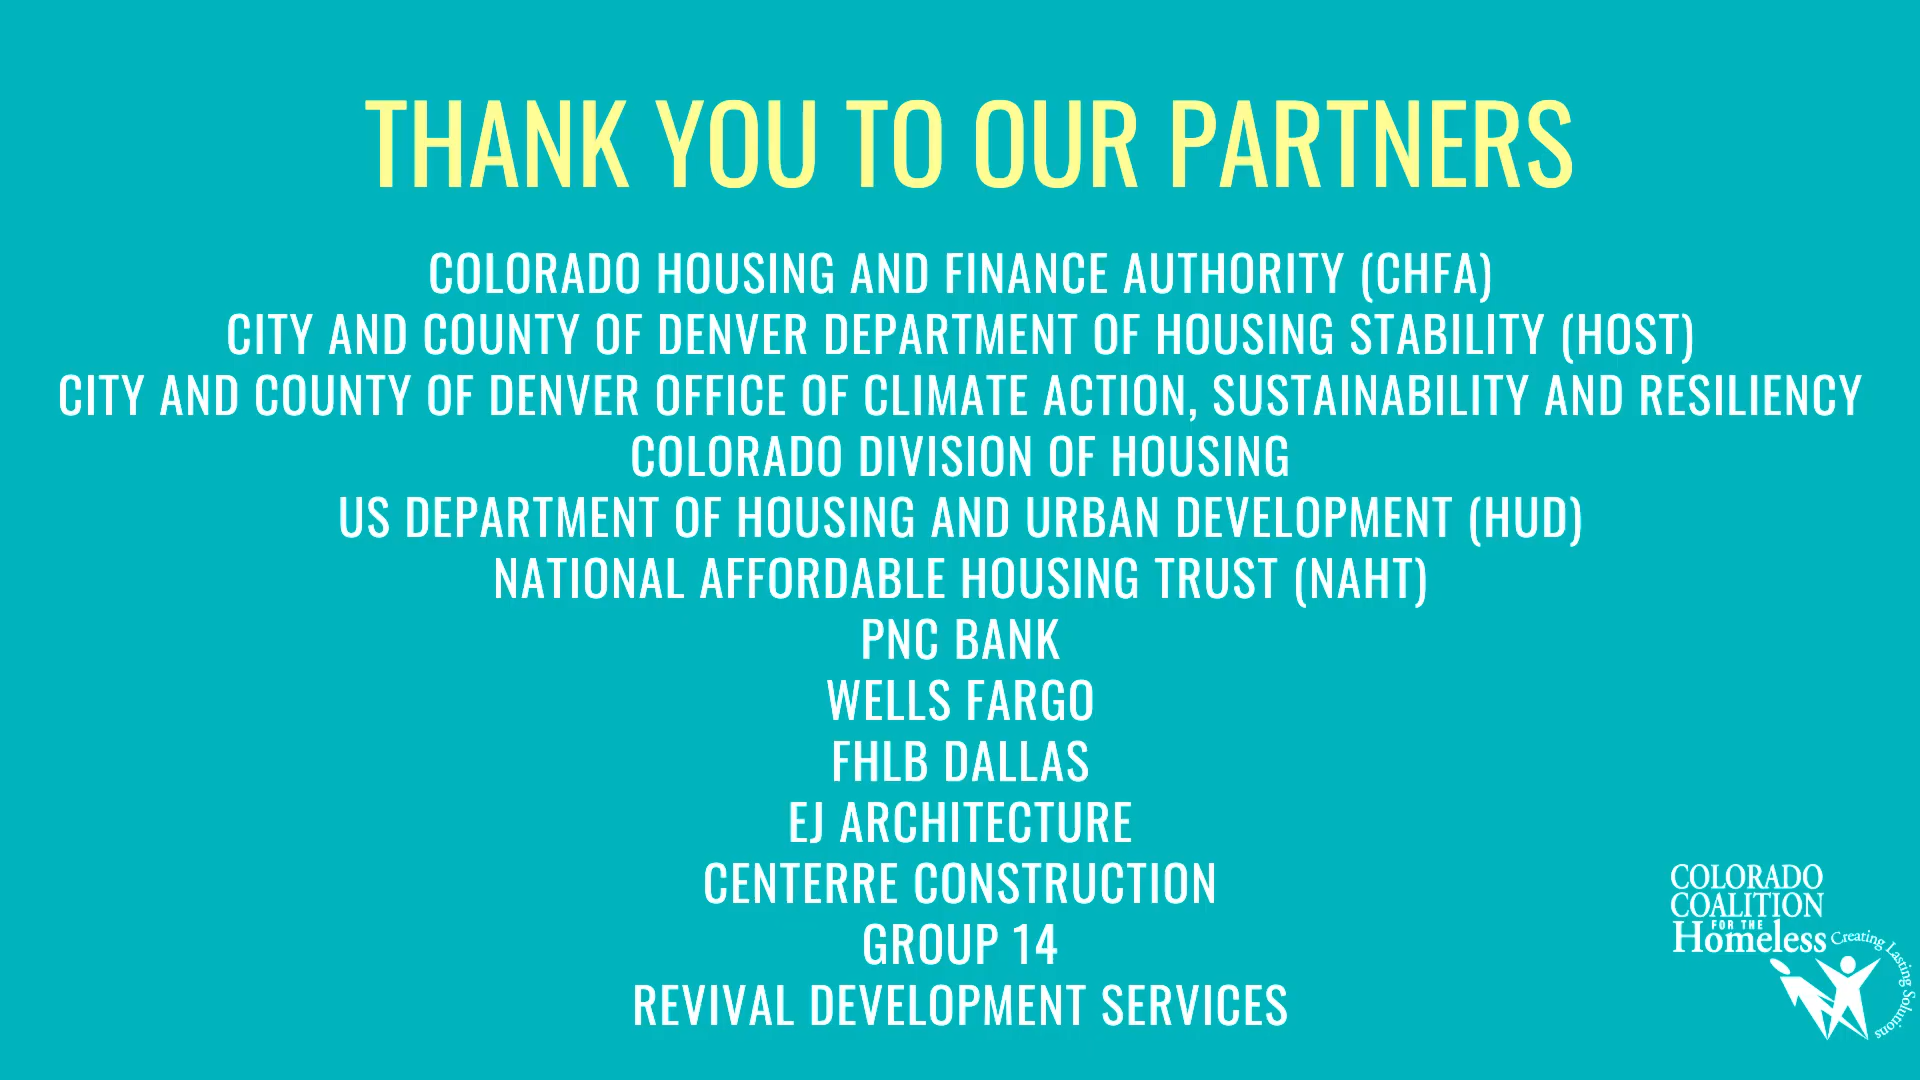 THANK YOU TO OUR PARTNERS
COLORADO HOUSING AND FINANCE AUTHORITY (CHFA)
CITY AND COUNTY OF DENVER DEPARTMENT OF HOUSING STABILITY (HOST)
CITY AND COUNTY OF DENVER OFFICE OF CLIMATE ACTION, SUSTAINABILITY AND RESILIENCY
COLORADO DIVISION OF HOUSING
US DEPARTMENT OF HOUSING AND URBAN DEVELOPMENT (HUD)
NATIONAL AFFORDABLE HOUSING TRUST (NAHT)
PNC BANK
WELLS FARGO
FHLB DALLAS
EJ ARCHITECTURE
CENTERRE CONSTRUCTION
GROUP 14
REVIVAL DEVELOPMENT SERVICES
COLORADO
COALITION
FOR THE
Homeless
Creating Lasting Solutions